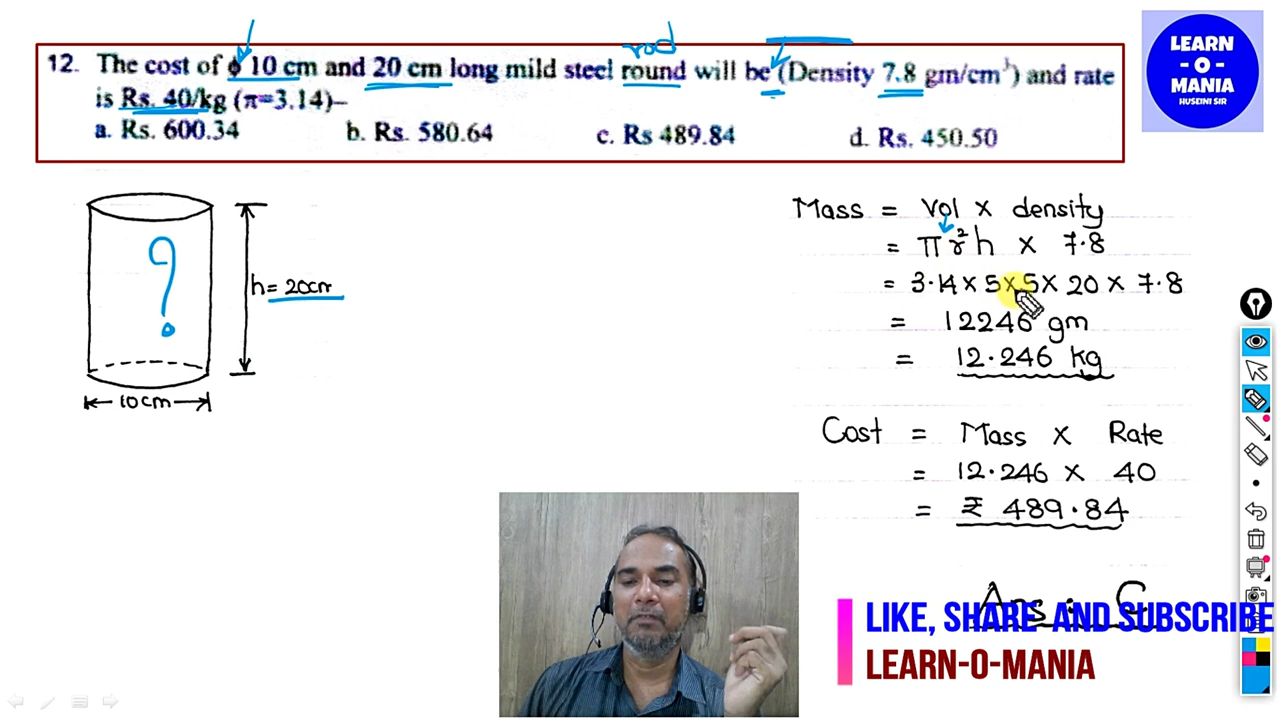 LEARN
-O-
MANIA
HUSEINI SIR
rod
12. The cost of ϕ 10 cm and 20 cm long mild steel round will be (Density 7.8 gm/cm³) and rate
is Rs. 40/kg (π=3.14)–
a. Rs. 600.34 b. Rs. 580.64 c. Rs 489.84 d. Rs. 450.50
?
h= 20cm
10cm
Mass = Vol x density
= πr²h x 7.8
= 3.14 x 5 x 5 x 20 x 7.8
= 12246 gm
= 12.246 kg
Cost = Mass x Rate
= 12.246 x 40
= ₹ 489.84
Ans : C
LIKE, SHARE AND SUBSCRIBE
LEARN-O-MANIA